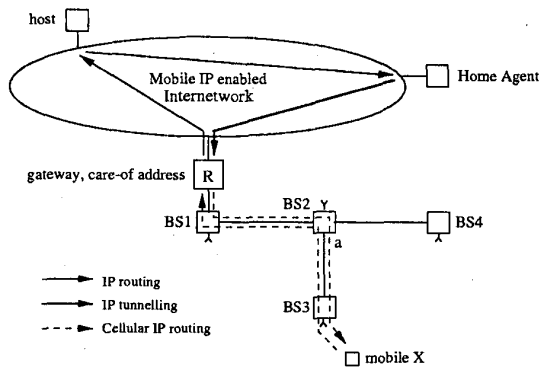 host
Mobile IP enabled
Internetwork
Home Agent
gateway, care-of address
R
BS1
BS2
BS4
a
BS3
mobile X
IP routing
IP tunnelling
Cellular IP routing